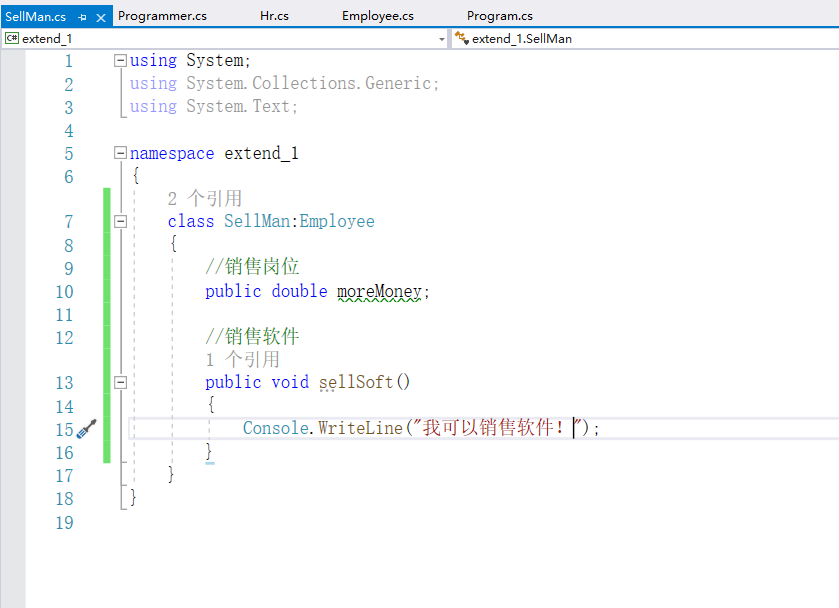 SellMan.cs Programmer.cs Hr.cs Employee.cs Program.cs
C# extend_1 extend_1.SellMan
1 using System;
2 using System.Collections.Generic;
3 using System.Text;
4
5 namespace extend_1
6 {
2 个引用
7 class SellMan:Employee
8 {
9 //销售岗位
10 public double moreMoney;
11
12 //销售软件
1 个引用
13 public void sellSoft()
14 {
15 Console.WriteLine("我可以销售软件！");
16 }
17 }
18 }
19